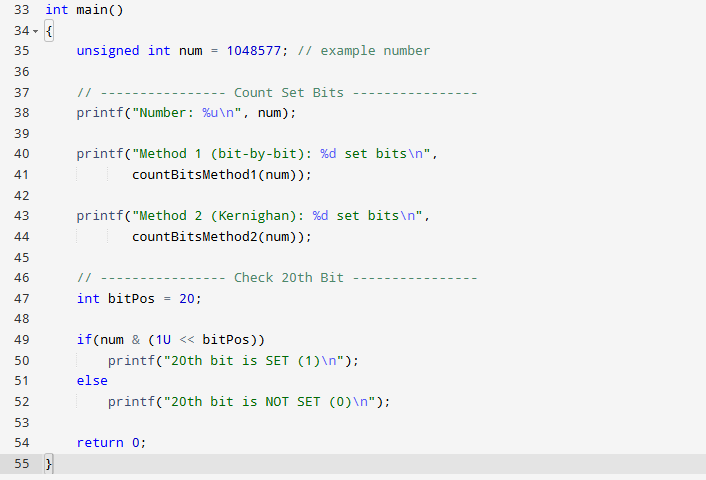 33 int main()
34 {
35     unsigned int num = 1048577; // example number
36
37     // ---------------- Count Set Bits ----------------
38     printf("Number: %u\n", num);
39
40     printf("Method 1 (bit-by-bit): %d set bits\n",
41            countBitsMethod1(num));
42
43     printf("Method 2 (Kernighan): %d set bits\n",
44            countBitsMethod2(num));
45
46     // ---------------- Check 20th Bit ----------------
47     int bitPos = 20;
48
49     if(num & (1U << bitPos))
50         printf("20th bit is SET (1)\n");
51     else
52         printf("20th bit is NOT SET (0)\n");
53
54     return 0;
55 }